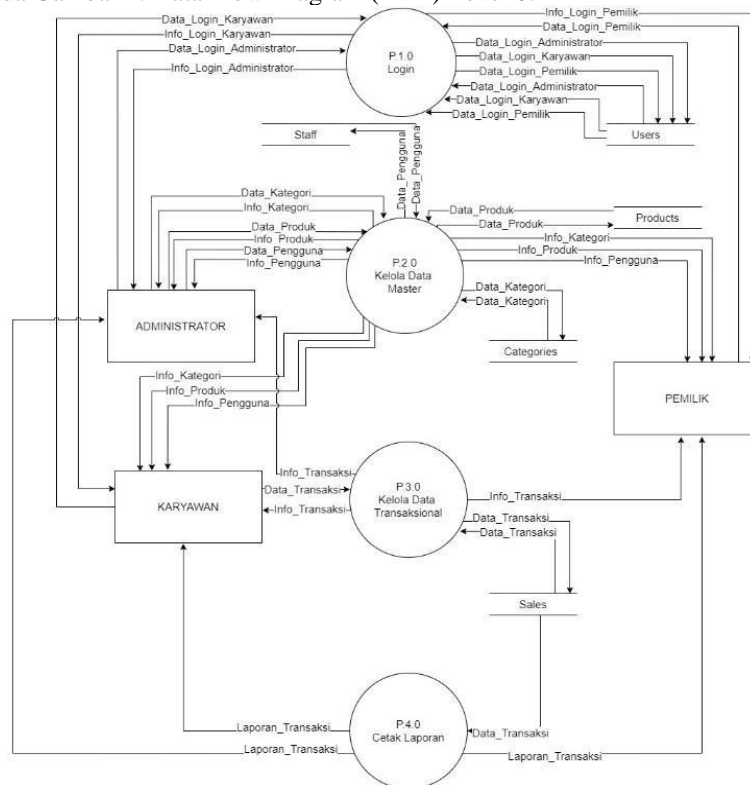 Data_Login_Karyawan
Info_Login_Karyawan
Data_Login_Administrator
Info_Login_Administrator
P.1.0
Login
Info_Login_Pemilik
Data_Login_Pemilik
Data_Login_Administrator
Data_Login_Karyawan
Data_Login_Pemilik
Data_Login_Administrator
Data_Login_Karyawan
Data_Login_Pemilik
Users
Staff
Data_Pengguna
Data_Pengguna
Data_Kategori
Info_Kategori
Data_Produk
Info_Produk
Data_Pengguna
Info_Pengguna
P.2.0
Kelola Data
Master
Data_Produk
Data_Produk
Products
Info_Kategori
Info_Produk
Info_Pengguna
Data_Kategori
Data_Kategori
Categories
ADMINISTRATOR
Info_Kategori
Info_Produk
Info_Pengguna
PEMILIK
KARYAWAN
Info_Transaksi
Data_Transaksi
Info_Transaksi
P.3.0
Kelola Data
Transaksional
Info_Transaksi
Data_Transaksi
Data_Transaksi
Sales
Laporan_Transaksi
Laporan_Transaksi
P.4.0
Cetak Laporan
Data_Transaksi
Laporan_Transaksi